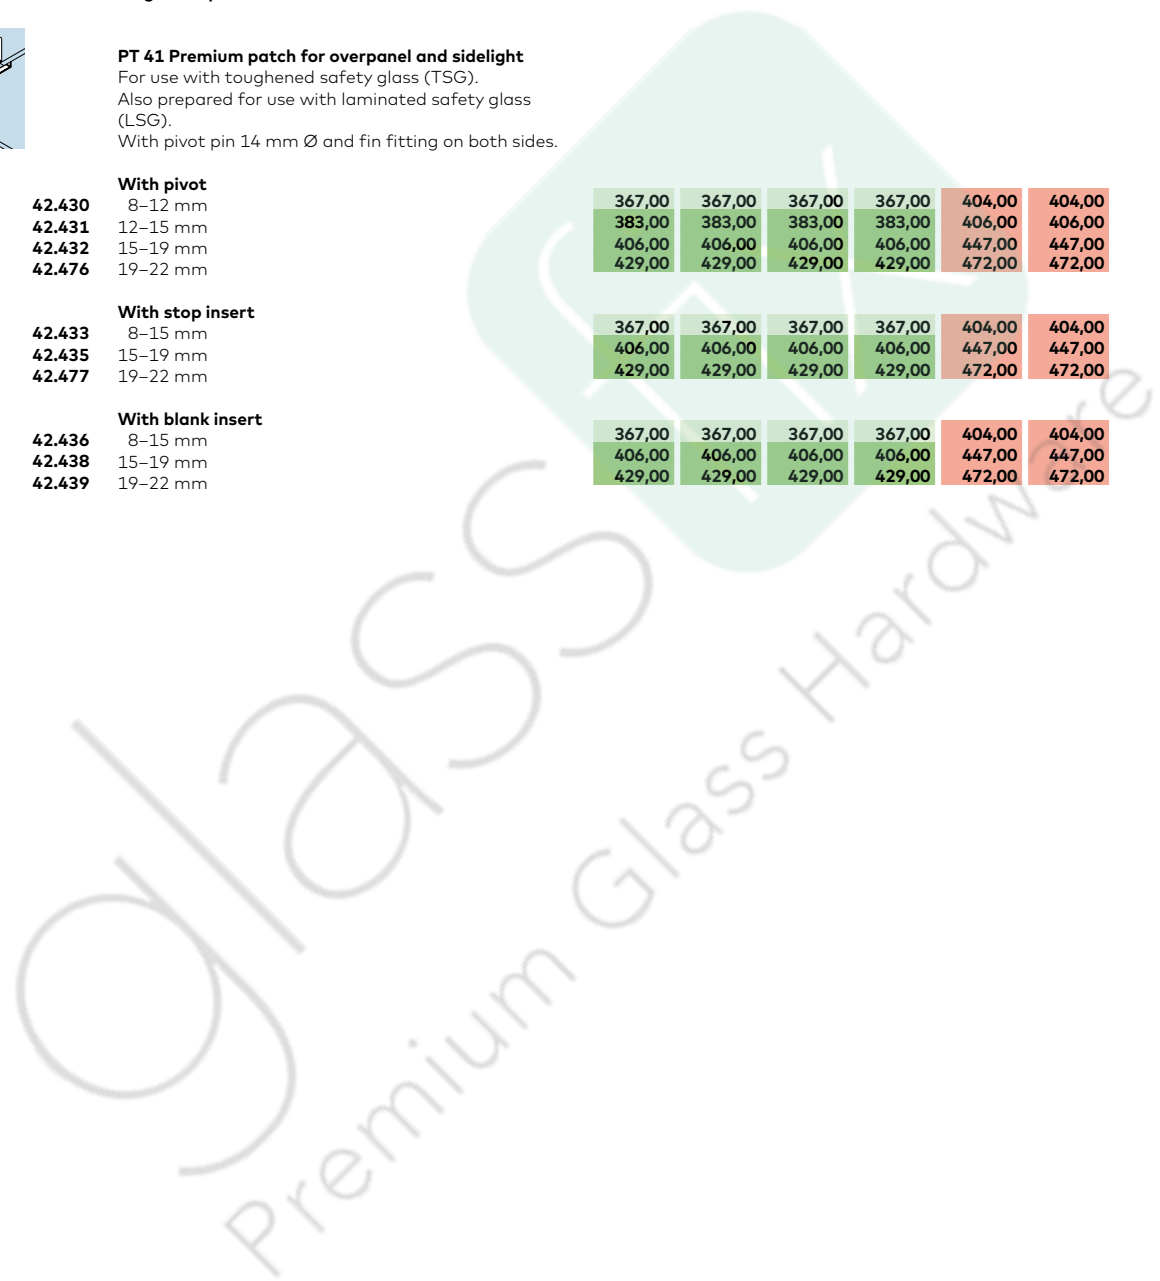 PT 41 Premium patch for overpanel and sidelight
For use with toughened safety glass (TSG).
Also prepared for use with laminated safety glass
(LSG).
With pivot pin 14 mm Ø and fin fitting on both sides.
With pivot
42.430 8–12 mm 367,00 367,00 367,00 367,00 404,00 404,00
42.431 12–15 mm 383,00 383,00 383,00 383,00 406,00 406,00
42.432 15–19 mm 406,00 406,00 406,00 406,00 447,00 447,00
42.476 19–22 mm 429,00 429,00 429,00 429,00 472,00 472,00
With stop insert
42.433 8–15 mm 367,00 367,00 367,00 367,00 404,00 404,00
42.435 15–19 mm 406,00 406,00 406,00 406,00 447,00 447,00
42.477 19–22 mm 429,00 429,00 429,00 429,00 472,00 472,00
With blank insert
42.436 8–15 mm 367,00 367,00 367,00 367,00 404,00 404,00
42.438 15–19 mm 406,00 406,00 406,00 406,00 447,00 447,00
42.439 19–22 mm 429,00 429,00 429,00 429,00 472,00 472,00
glass fix
Premium Glass Hardware